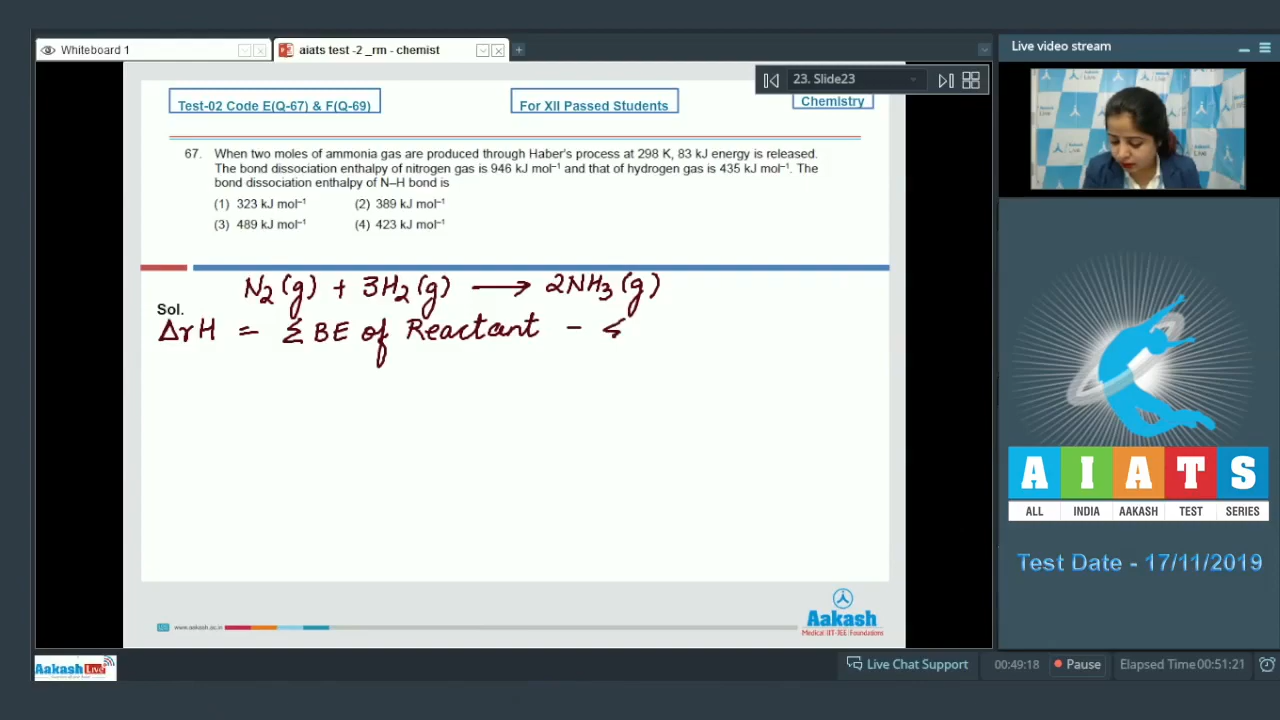 Whiteboard 1
aiats test -2 _rm - chemist
Live video stream
23. Slide23
Test-02 Code E(Q-67) & F(Q-69)
For XII Passed Students
Chemistry
67. When two moles of ammonia gas are produced through Haber's process at 298 K, 83 kJ energy is released.
The bond dissociation enthalpy of nitrogen gas is 946 kJ mol⁻¹ and that of hydrogen gas is 435 kJ mol⁻¹. The
bond dissociation enthalpy of N–H bond is
(1) 323 kJ mol⁻¹ (2) 389 kJ mol⁻¹
(3) 489 kJ mol⁻¹ (4) 423 kJ mol⁻¹
N₂(g) + 3H₂(g) ⟶ 2NH₃(g)
Sol.
ΔrH = Σ BE of Reactant –
A I A T S
ALL INDIA AAKASH TEST SERIES
Test Date - 17/11/2019
Aakash
Medical | IIT-JEE | Foundations
www.aakash.ac.in
Aakash Live
Live Chat Support
00:49:18
Pause
Elapsed Time 00:51:21